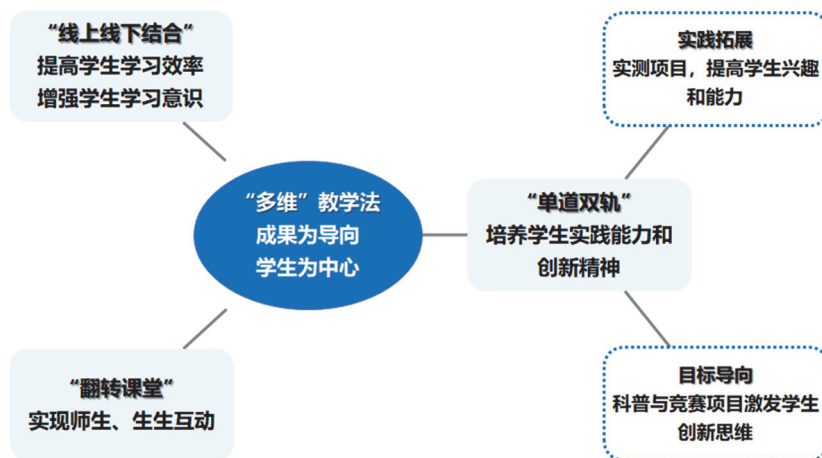 “线上线下结合”
提高学生学习效率
增强学生学习意识
“多维”教学法
成果为导向
学生为中心
“翻转课堂”
实现师生、生生互动
“单道双轨”
培养学生实践能力和
创新精神
实践拓展
实测项目，提高学生兴趣
和能力
目标导向
科普与竞赛项目激发学生
创新思维